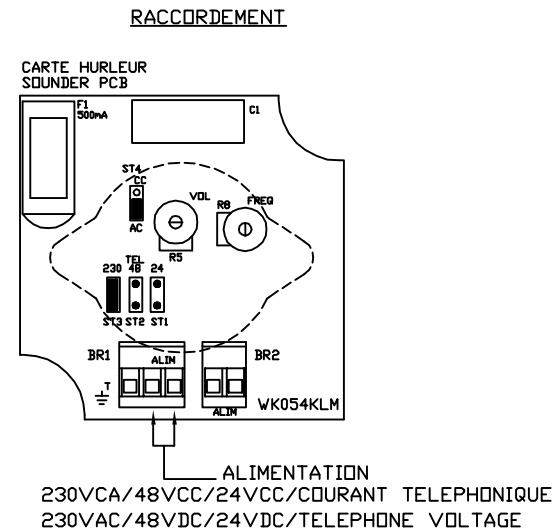 RACCORDEMENT
CARTE HURLEUR
SOUNDER PCB
F1
500mA
C1
ST4
CC
AC
VOL
R5
R8
FREQ
TEL
230 48 24
ST3 ST2 ST1
BR1
ALIM
BR2
T
ALIM
WK054KLM
ALIMENTATION
230VCA/48VCC/24VCC/COURANT TELEPHONIQUE
230VAC/48VDC/24VDC/TELEPHONE VOLTAGE